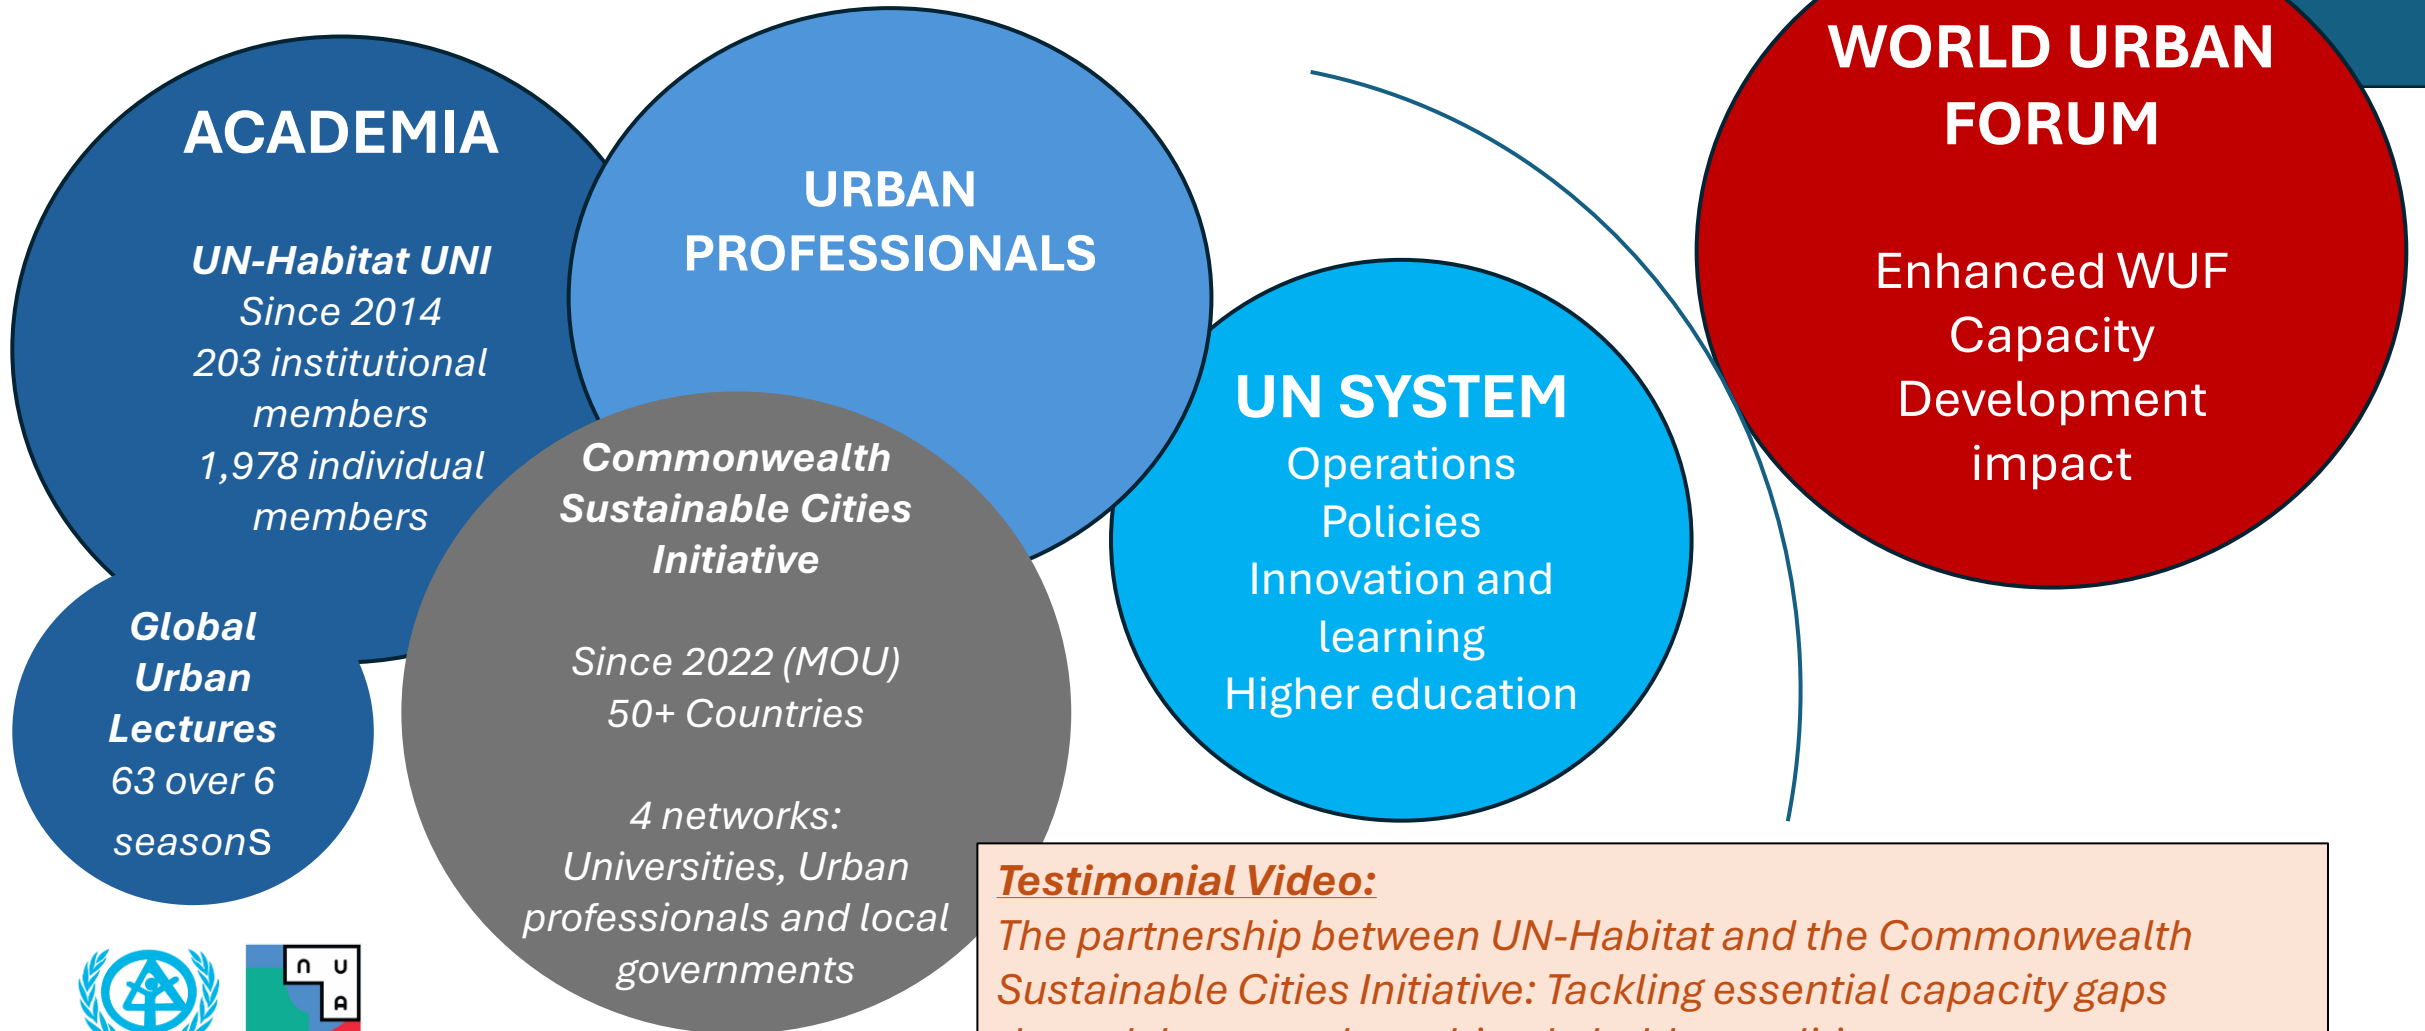 ACADEMIA
UN-Habitat UNI
Since 2014
203 institutional
members
1,978 individual
members
Global
Urban
Lectures
63 over 6
seasons
URBAN
PROFESSIONALS
Commonwealth
Sustainable Cities
Initiative
Since 2022 (MOU)
50+ Countries
4 networks:
Universities, Urban
professionals and local
governments
UN SYSTEM
Operations
Policies
Innovation and
learning
Higher education
WORLD URBAN
FORUM
Enhanced WUF
Capacity
Development
impact
Testimonial Video:
The partnership between UN-Habitat and the Commonwealth
Sustainable Cities Initiative: Tackling essential capacity gaps
U
A